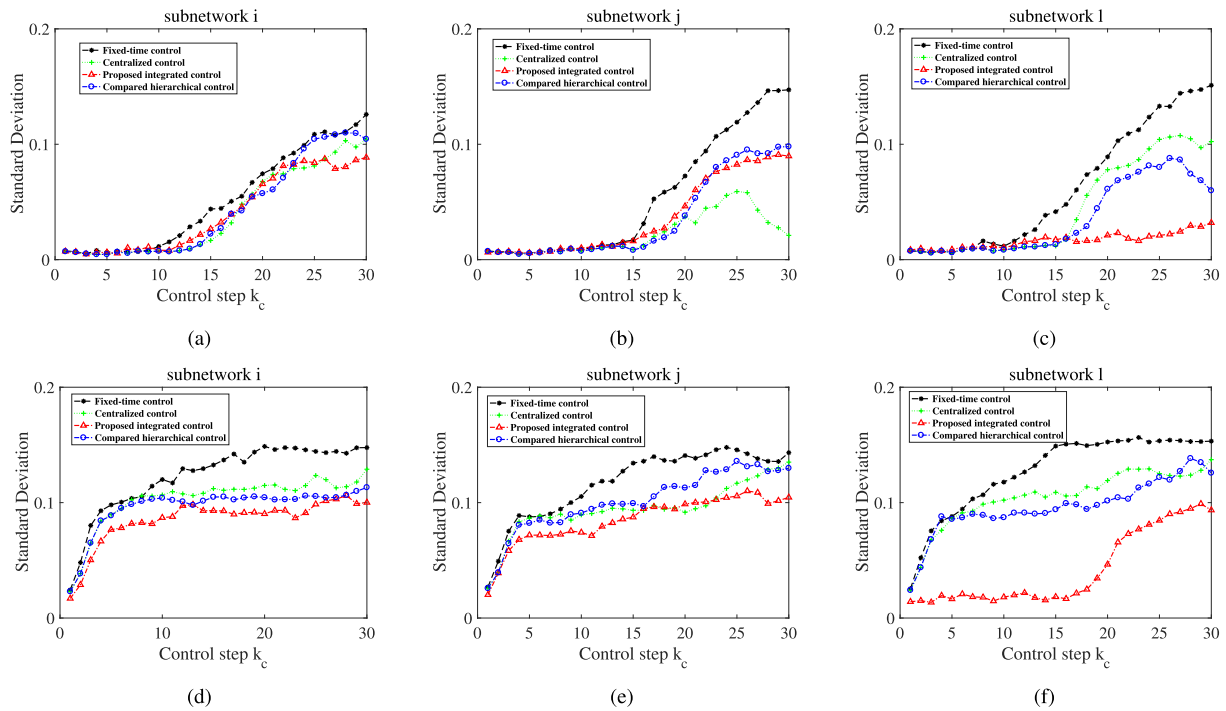 subnetwork i
0.2
0.1
0
Standard Deviation
Fixed-time control
Centralized control
Proposed integrated control
Compared hierarchical control
0 5 10 15 20 25 30
Control step k_c
(a)
subnetwork j
0.2
0.1
0
Standard Deviation
Fixed-time control
Centralized control
Proposed integrated control
Compared hierarchical control
0 5 10 15 20 25 30
Control step k_c
(b)
subnetwork l
0.2
0.1
0
Standard Deviation
Fixed-time control
Centralized control
Proposed integrated control
Compared hierarchical control
0 5 10 15 20 25 30
Control step k_c
(c)
subnetwork i
0.2
0.1
0
Standard Deviation
Fixed-time control
Centralized control
Proposed integrated control
Compared hierarchical control
0 10 20 30
Control step k_c
(d)
subnetwork j
0.2
0.1
0
Standard Deviation
Fixed-time control
Centralized control
Proposed integrated control
Compared hierarchical control
0 5 10 15 20 25 30
Control step k_c
(e)
subnetwork l
0.2
0.1
0
Standard Deviation
Fixed-time control
Centralized control
Proposed integrated control
Compared hierarchical control
0 5 10 15 20 25 30
Control step k_c
(f)